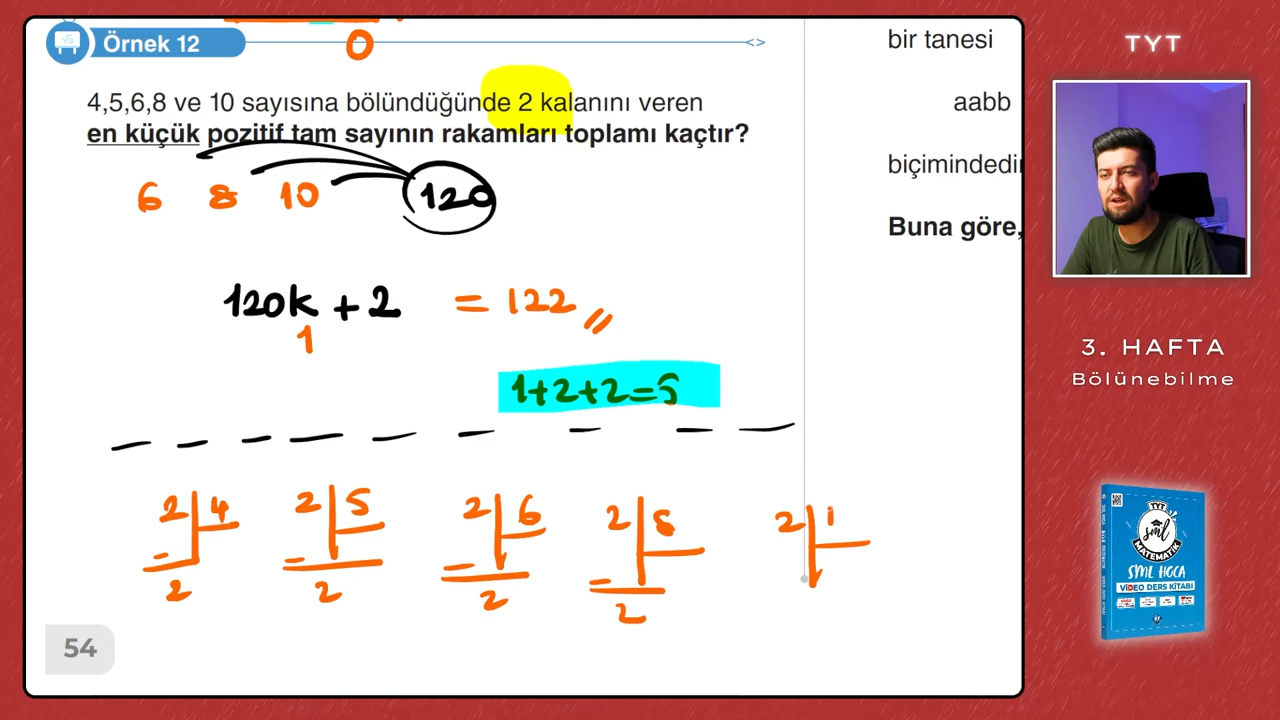 0
Örnek 12
<>
4,5,6,8 ve 10 sayısına bölündüğünde 2 kalanını veren
en küçük pozitif tam sayının rakamları toplamı kaçtır?
6 8 10 120
120k + 2 = 122 //
1
1+2+2=5
2 4
2
2 5
2
2 6
2
2 8
2
2 1
54
bir tanesi
aabb
biçimindedir
Buna göre,
TYT
3. HAFTA
Bölünebilme
TYT
SML
MATEMATİK
SML HOCA
VİDEO DERS KİTABI